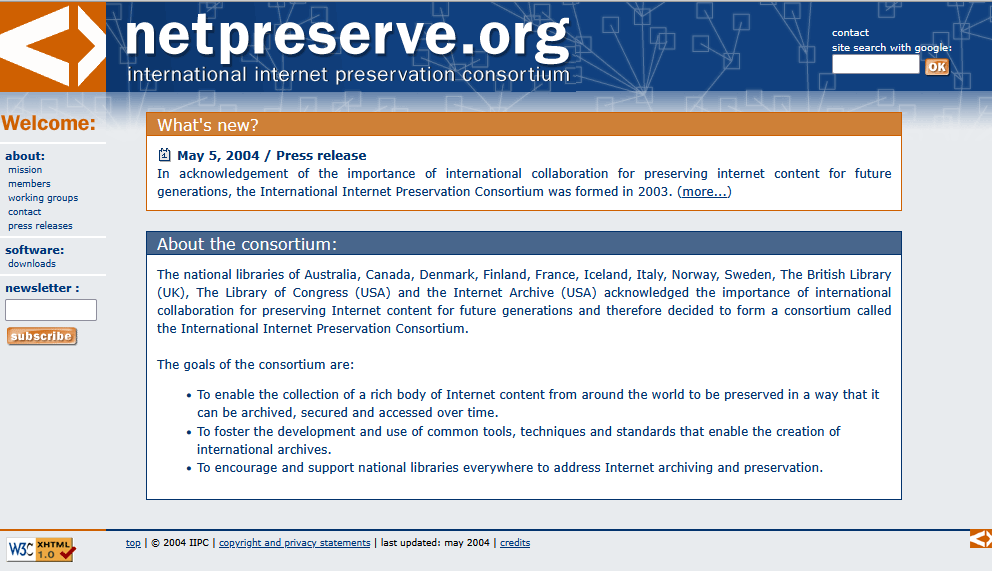 netpreserve.org
international internet preservation consortium
contact
site search with google:
OK
Welcome:
about:
mission
members
working groups
contact
press releases
software:
downloads
newsletter :
subscribe
What's new?
May 5, 2004 / Press release
In acknowledgement of the importance of international collaboration for preserving internet content for future
generations, the International Internet Preservation Consortium was formed in 2003. (more...)
About the consortium:
The national libraries of Australia, Canada, Denmark, Finland, France, Iceland, Italy, Norway, Sweden, The British Library
(UK), The Library of Congress (USA) and the Internet Archive (USA) acknowledged the importance of international
collaboration for preserving Internet content for future generations and therefore decided to form a consortium called
the International Internet Preservation Consortium.
The goals of the consortium are:
• To enable the collection of a rich body of Internet content from around the world to be preserved in a way that it
can be archived, secured and accessed over time.
• To foster the development and use of common tools, techniques and standards that enable the creation of
international archives.
• To encourage and support national libraries everywhere to address Internet archiving and preservation.
W3C XHTML 1.0
top | © 2004 IIPC | copyright and privacy statements | last updated: may 2004 | credits